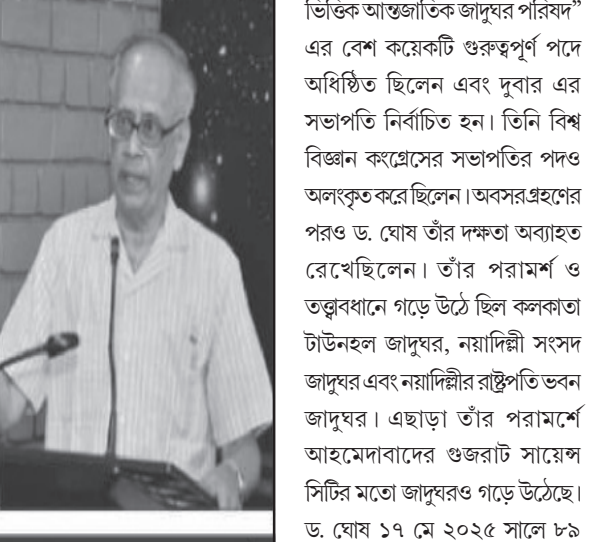 ভিত্তিক আন্তর্জাতিক জাদুঘর পরিষদ”
এর বেশ কয়েকটি গুরুত্বপূর্ণ পদে
অধিষ্ঠিত ছিলেন এবং দুবার এর
সভাপতি নির্বাচিত হন। তিনি বিশ্ব
বিজ্ঞান কংগ্রেসের সভাপতির পদও
অলংকৃত করে ছিলেন। অবসরগ্রহণের
পরও ড. ঘোষ তাঁর দক্ষতা অব্যাহত
রেখেছিলেন। তাঁর পরামর্শ ও
তত্ত্বাবধানে গড়ে উঠে ছিল কলকাতা
টাউনহল জাদুঘর, নয়াদিল্লী সংসদ
জাদুঘর এবং নয়াদিল্লীর রাষ্ট্রপতি ভবন
জাদুঘর। এছাড়া তাঁর পরামর্শে
আহমেদাবাদের গুজরাট সায়েন্স
সিটির মতো জাদুঘরও গড়ে উঠেছে।
ড. ঘোষ ১৭ মে ২০২৫ সালে ৮৯